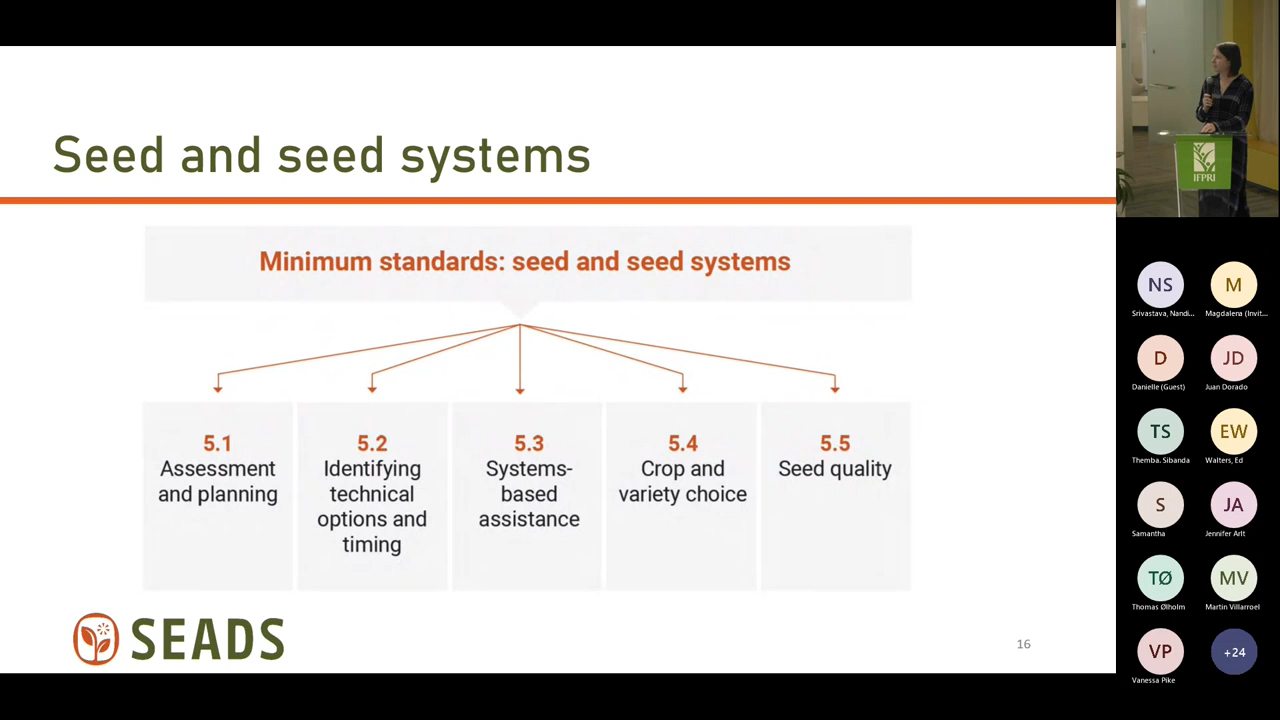 Seed and seed systems
Minimum standards: seed and seed systems
5.1
Assessment
and planning
5.2
Identifying
technical
options and
timing
5.3
Systems-
based
assistance
5.4
Crop and
variety choice
5.5
Seed quality
SEADS
16
IFPRI
NS
Srivastava, Nandi...
M
Magdalena (Invit...
D
Danielle (Guest)
JD
Juan Dorado
TS
Themba. Sibanda
EW
Walters, Ed
S
Samantha
JA
Jennifer Arlt
TØ
Thomas Ølholm
MV
Martin Villarroel
VP
Vanessa Pike
+24